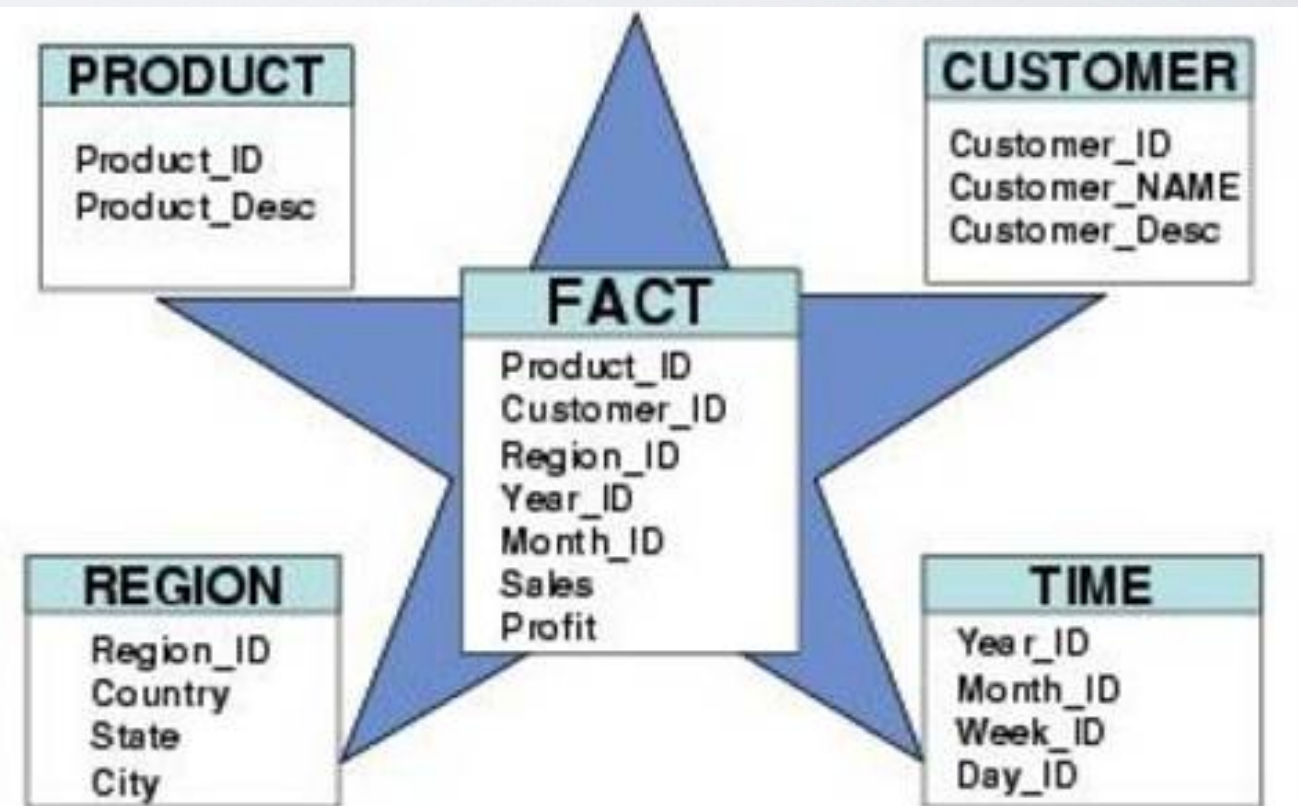 PRODUCT
Product_ID
Product_Desc
CUSTOMER
Customer_ID
Customer_NAME
Customer_Desc
FACT
Product_ID
Customer_ID
Region_ID
Year_ID
Month_ID
Sales
Profit
REGION
Region_ID
Country
State
City
TIME
Year_ID
Month_ID
Week_ID
Day_ID